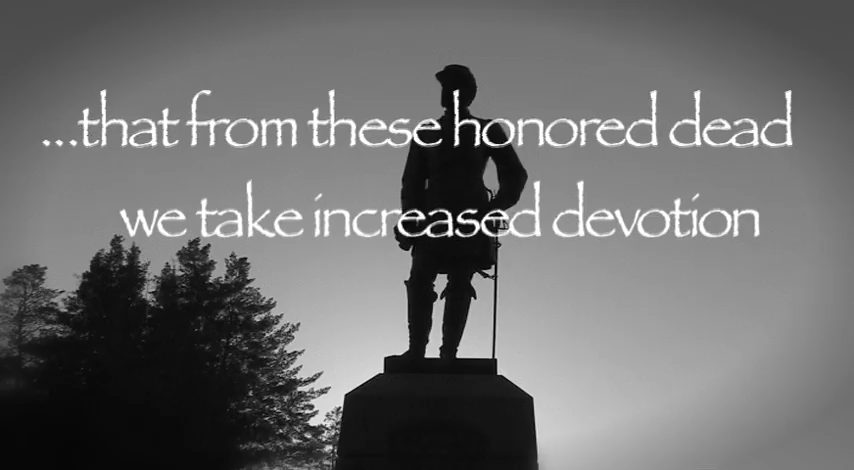 ...that from these honored dead
we take increased devotion